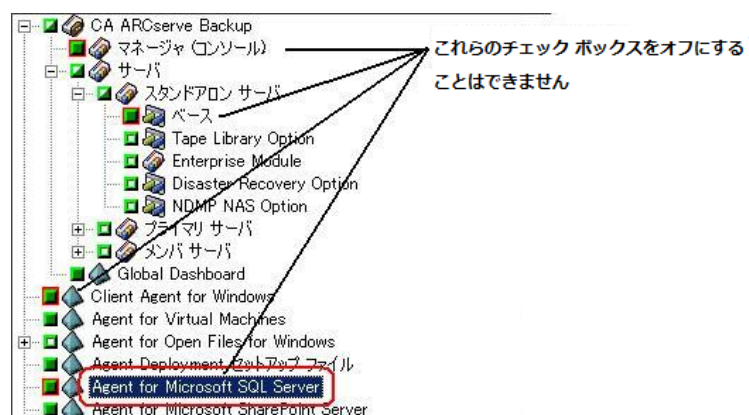 CA ARCserve Backup
マネージャ (コンソール)
これらのチェック ボックスをオフにする
ことはできません
サーバ
スタンドアロン サーバ
ベース
Tape Library Option
Enterprise Module
Disaster Recovery Option
NDMP NAS Option
プライマリ サーバ
メンバ サーバ
Global Dashboard
Client Agent for Windows
Agent for Virtual Machines
Agent for Open Files for Windows
Agent Deployment セットアップ ファイル
Agent for Microsoft SQL Server
Agent for Microsoft SharePoint Server